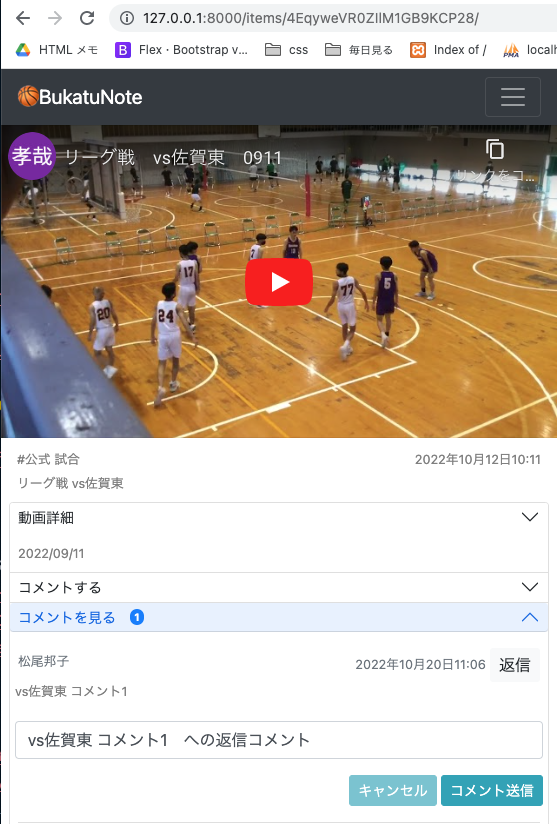 127.0.0.1:8000/items/4EqyweVR0ZIlM1GB9KCP28/
HTML メモ
Flex · Bootstrap v...
css
毎日見る
Index of /
PMA
localh
BukatuNote
孝哉 リーグ戦 vs佐賀東 0911
リンクをコ...
20
24
17
77
5
#公式 試合 2022年10月12日10:11
リーグ戦 vs佐賀東
動画詳細
2022/09/11
コメントする
コメントを見る 1
松尾邦子 2022年10月20日11:06 返信
vs佐賀東 コメント1
vs佐賀東 コメント1 への返信コメント
キャンセル コメント送信